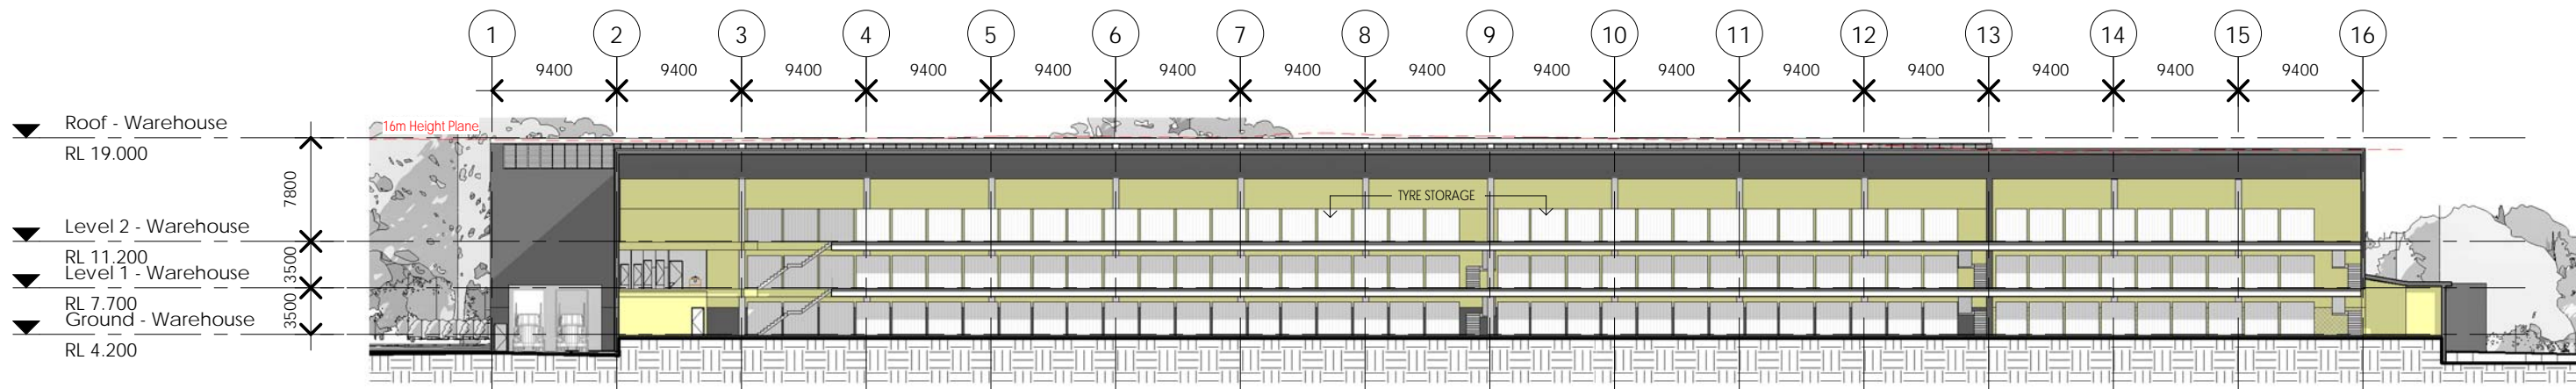 1 2 3 4 5 6 7 8 9 10 11 12 13 14 15 16
9400 9400 9400 9400 9400 9400 9400 9400 9400 9400 9400 9400 9400 9400 9400
Roof - Warehouse
16m Height Plane
RL 19.000
7800
TYRE STORAGE
Level 2 - Warehouse
RL 11.200
3500
Level 1 - Warehouse
RL 7.700
3500
Ground - Warehouse
RL 4.200